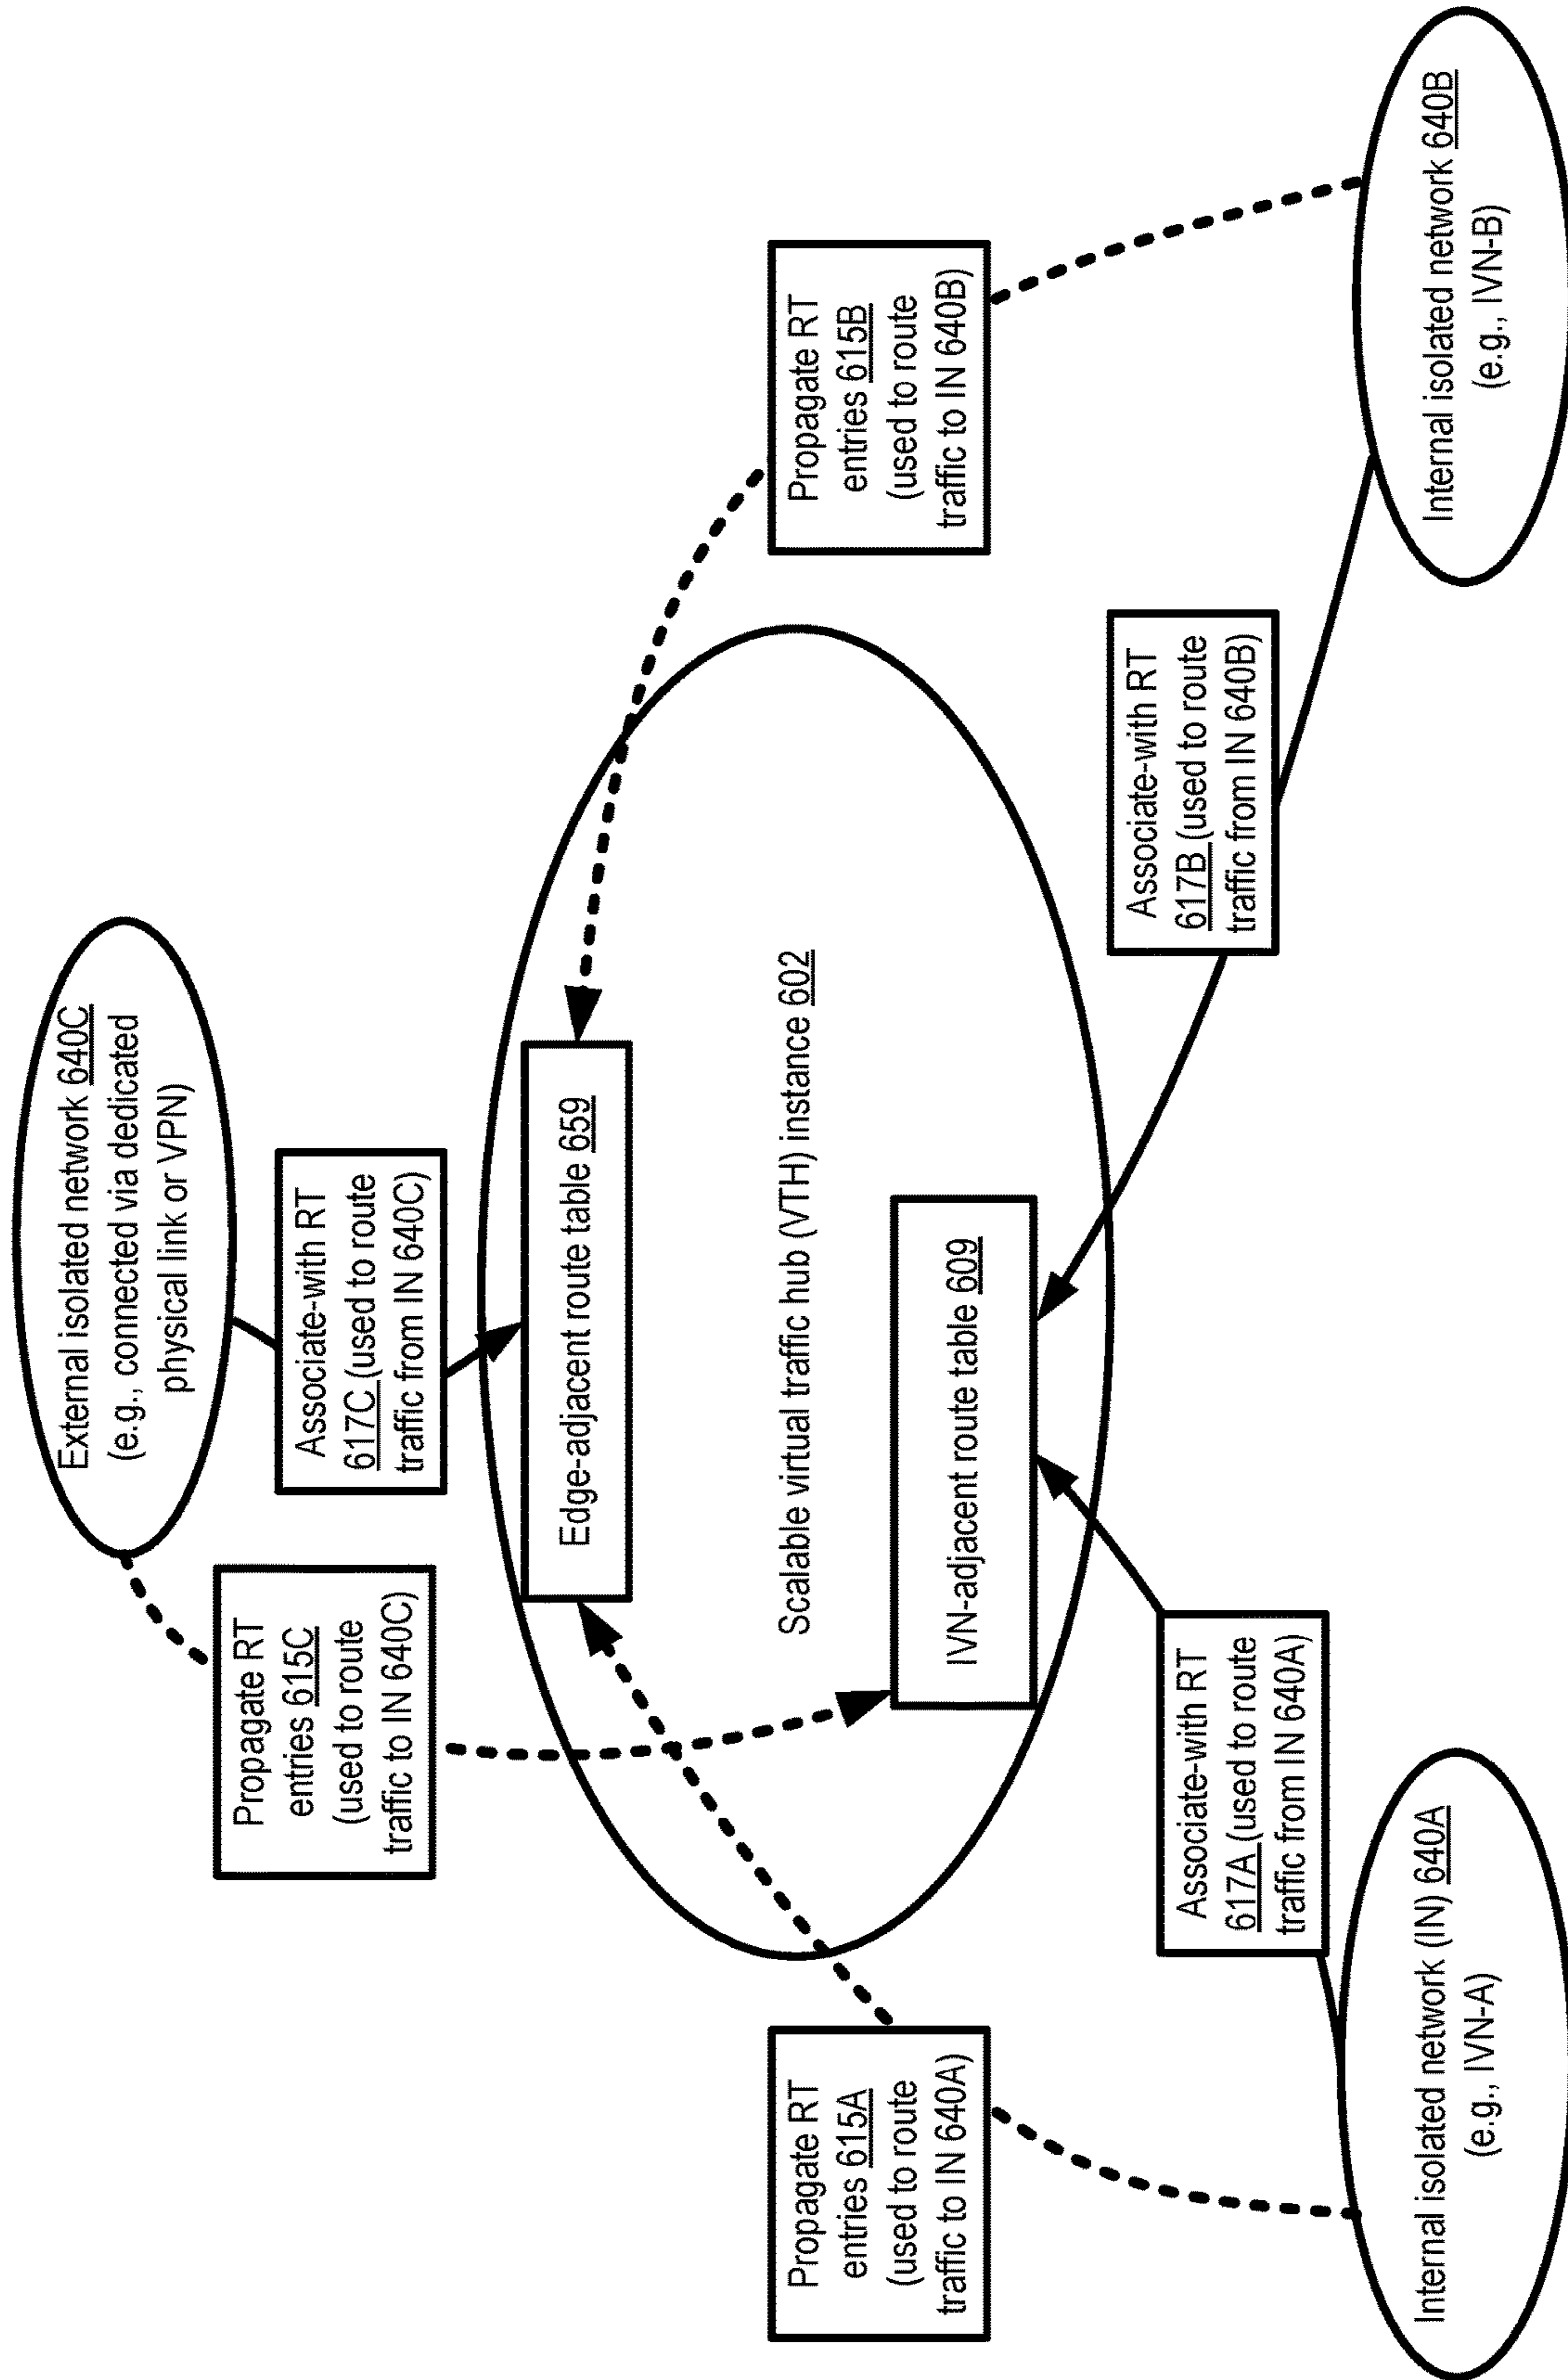 External isolated network 640C
(e.g., connected via dedicated
physical link or VPN)
Propagate RT
entries 615C
(used to route
traffic to IN 640C)
Associate-with RT
617C (used to route
traffic from IN 640C)
Edge-adjacent route table 659
Propagate RT
entries 615A
(used to route
traffic to IN 640A)
Scalable virtual traffic hub (VTH) instance 602
Propagate RT
entries 615B
(used to route
traffic to IN 640B)
IVN-adjacent route table 609
Associate-with RT
617A (used to route
traffic from IN 640A)
Associate-with RT
617B (used to route
traffic from IN 640B)
Internal isolated network (IN) 640A
(e.g., IVN-A)
Internal isolated network 640B
(e.g., IVN-B)